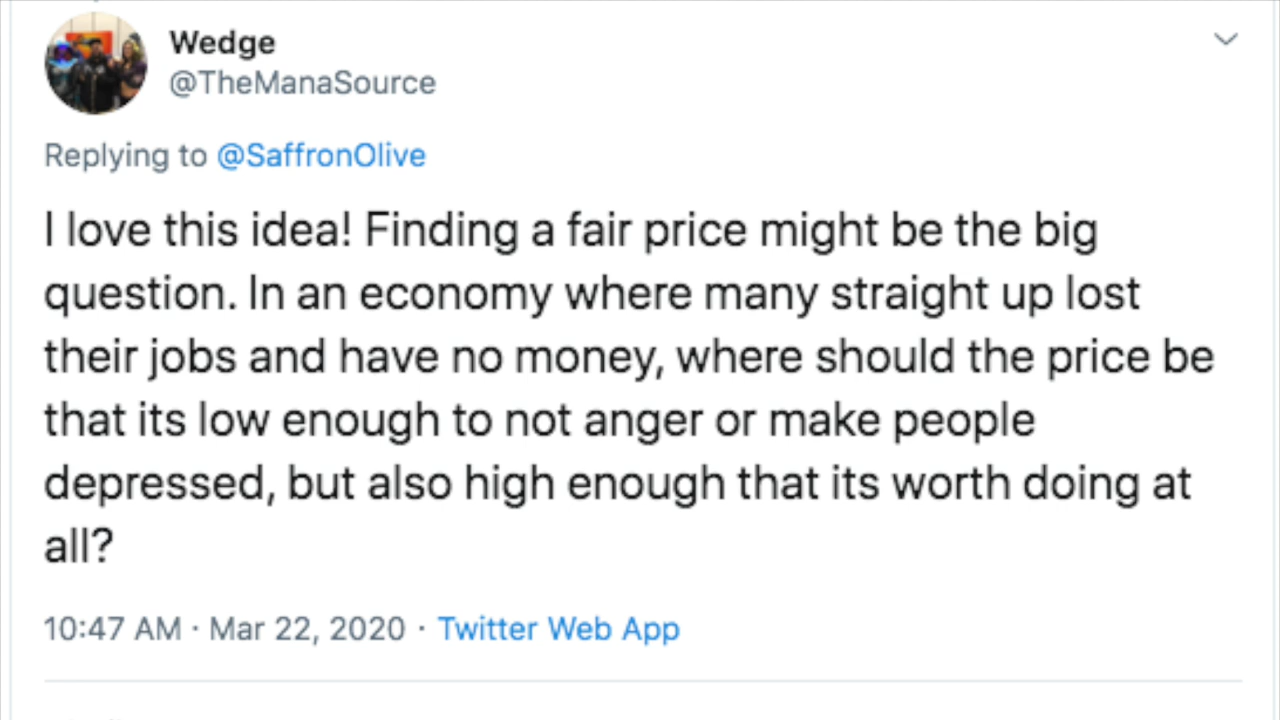 Wedge
@TheManaSource
Replying to @SaffronOlive
I love this idea! Finding a fair price might be the big
question. In an economy where many straight up lost
their jobs and have no money, where should the price be
that its low enough to not anger or make people
depressed, but also high enough that its worth doing at
all?
10:47 AM · Mar 22, 2020 · Twitter Web App